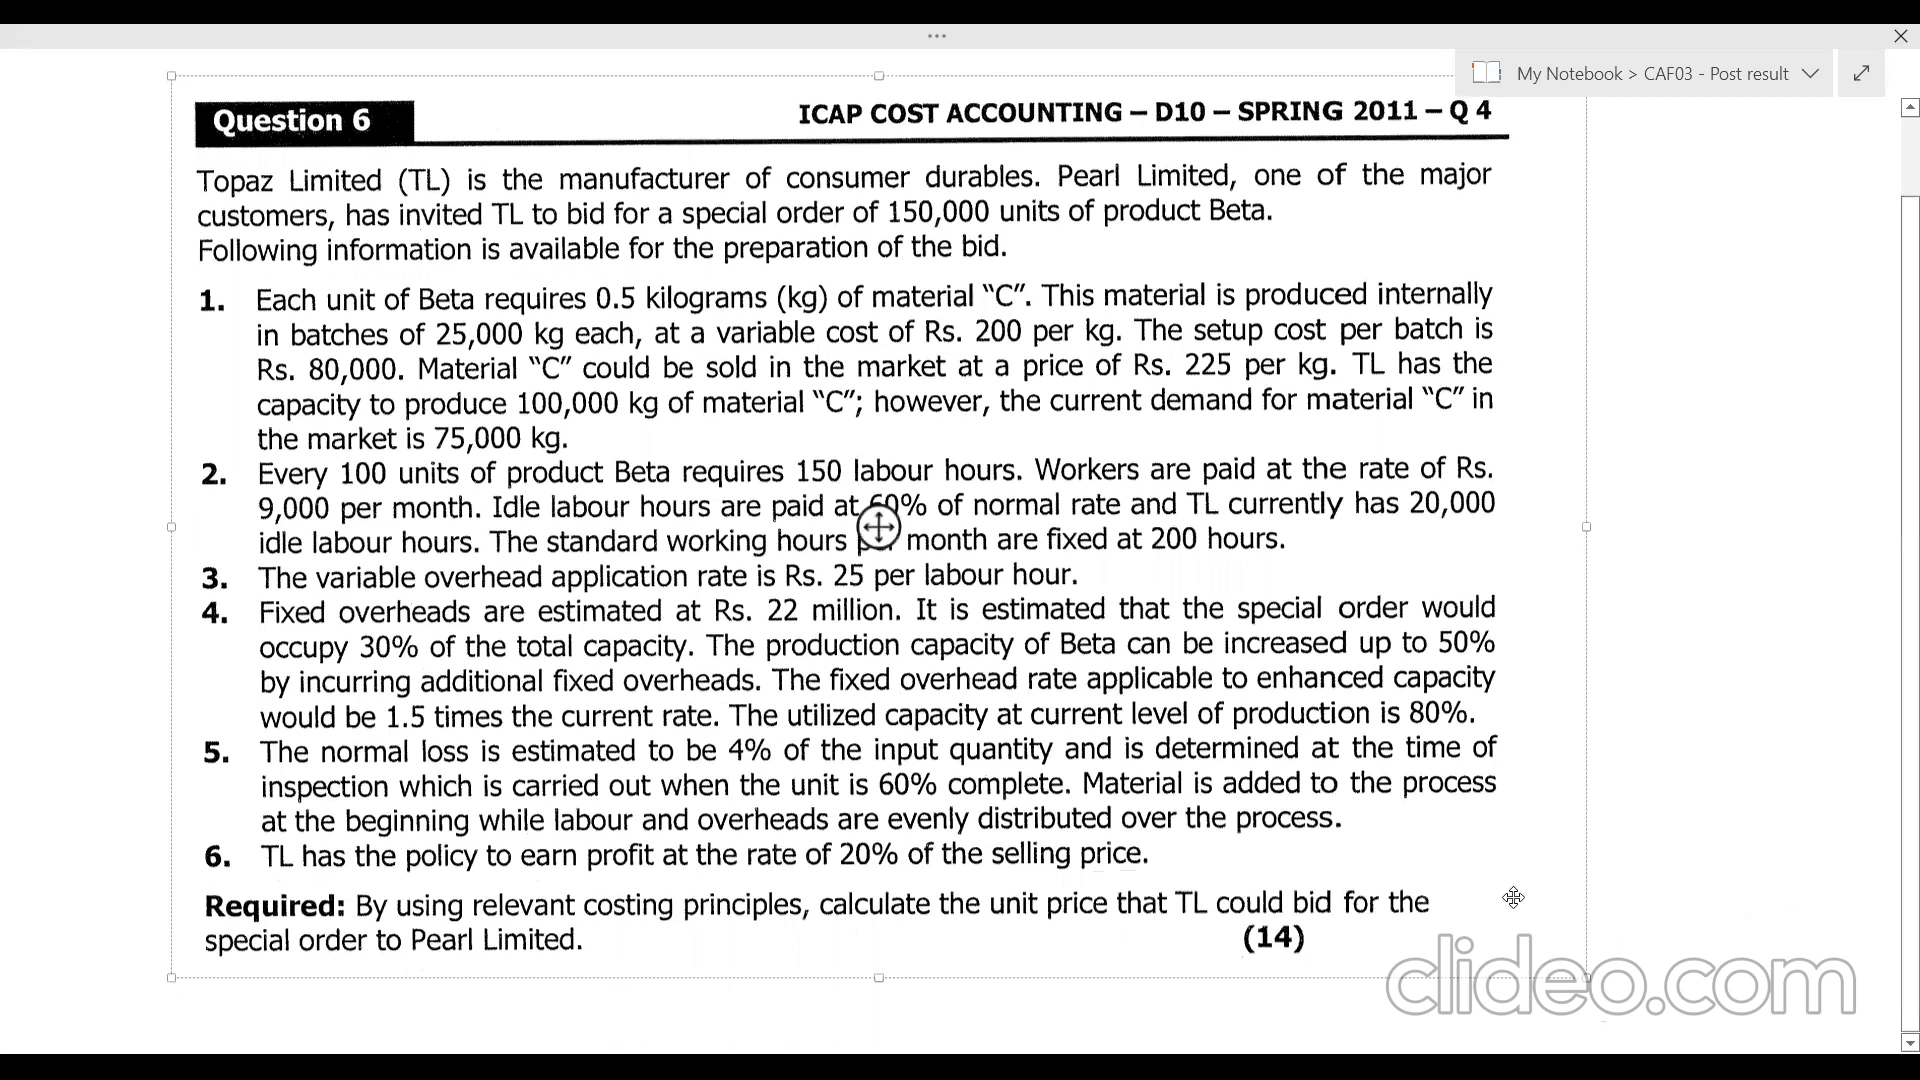 ...
My Notebook > CAF03 - Post result
Question 6
ICAP COST ACCOUNTING – D10 – SPRING 2011 – Q 4
Topaz Limited (TL) is the manufacturer of consumer durables. Pearl Limited, one of the major
customers, has invited TL to bid for a special order of 150,000 units of product Beta.
Following information is available for the preparation of the bid.
1. Each unit of Beta requires 0.5 kilograms (kg) of material “C”. This material is produced internally
in batches of 25,000 kg each, at a variable cost of Rs. 200 per kg. The setup cost per batch is
Rs. 80,000. Material “C” could be sold in the market at a price of Rs. 225 per kg. TL has the
capacity to produce 100,000 kg of material “C”; however, the current demand for material “C” in
the market is 75,000 kg.
2. Every 100 units of product Beta requires 150 labour hours. Workers are paid at the rate of Rs.
9,000 per month. Idle labour hours are paid at 60% of normal rate and TL currently has 20,000
idle labour hours. The standard working hours month are fixed at 200 hours.
3. The variable overhead application rate is Rs. 25 per labour hour.
4. Fixed overheads are estimated at Rs. 22 million. It is estimated that the special order would
occupy 30% of the total capacity. The production capacity of Beta can be increased up to 50%
by incurring additional fixed overheads. The fixed overhead rate applicable to enhanced capacity
would be 1.5 times the current rate. The utilized capacity at current level of production is 80%.
5. The normal loss is estimated to be 4% of the input quantity and is determined at the time of
inspection which is carried out when the unit is 60% complete. Material is added to the process
at the beginning while labour and overheads are evenly distributed over the process.
6. TL has the policy to earn profit at the rate of 20% of the selling price.
Required: By using relevant costing principles, calculate the unit price that TL could bid for the
special order to Pearl Limited. (14)
clideo.com